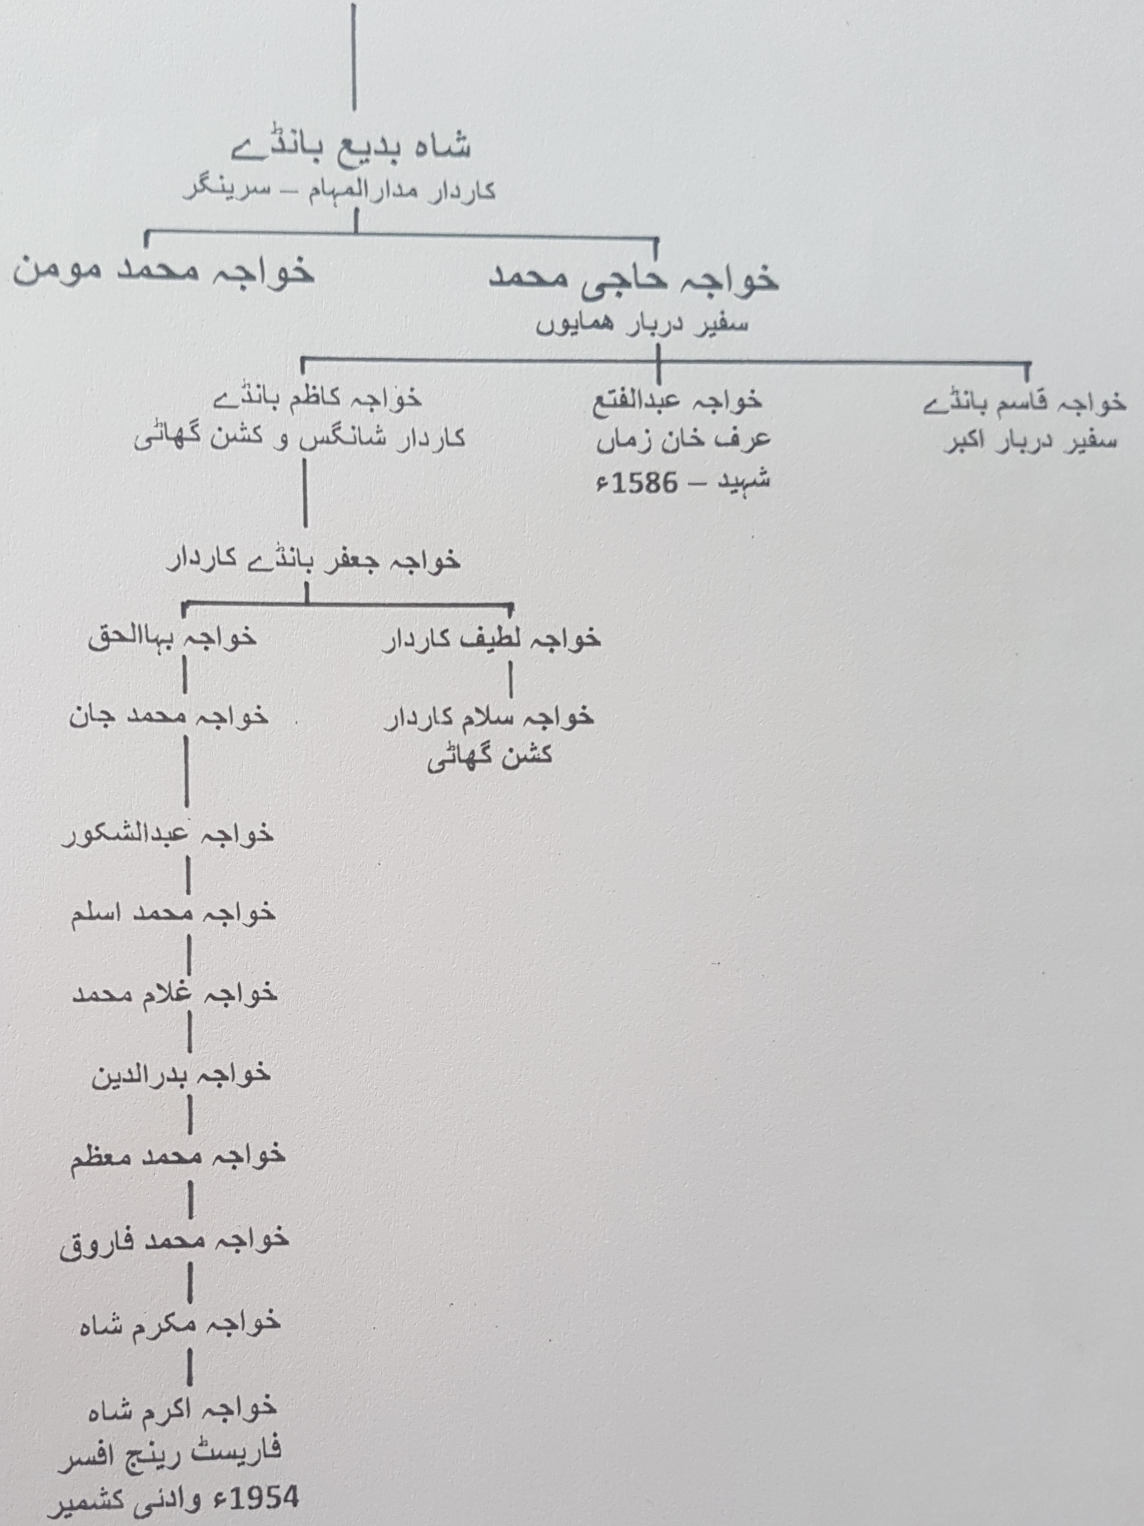 شاہ بدیع بانڈے
کاردار مدارالمہام – سرینگر
خواجہ حاجی محمد
سفیر دربار ھمایوں
خواجہ محمد مومن
خواجہ قاسم بانڈے
سفیر دربار اکبر
خواجہ عبدالفتع
عرف خان زماں
شہید – 1586ء
خواجہ کاظم بانڈے
کاردار شانگس و کشن گھاٹی
خواجہ جعفر بانڈے کاردار
خواجہ لطیف کاردار
خواجہ سلام کاردار
کشن گھاٹی
خواجہ بہاالحق
خواجہ محمد جان
خواجہ عبدالشکور
خواجہ محمد اسلم
خواجہ غلام محمد
خواجہ بدرالدین
خواجہ محمد معظم
خواجہ محمد فاروق
خواجہ مکرم شاہ
خواجہ اکرم شاہ
فاریسٹ رینج افسر
1954ء وادئی کشمیر